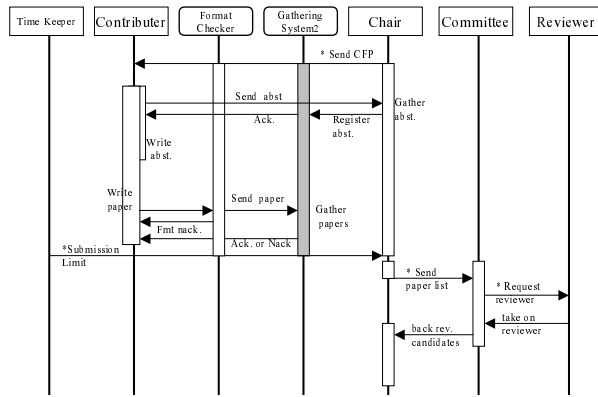 Time Keeper
Contributer
Format
Checker
Gathering
System2
Chair
Committee
Reviewer
* Send CFP
Send abst
Gather
abst.
Ack.
Register
abst.
Write
abst.
Write
paper
Send paper
Gather
papers
Fmt nack.
Ack. or Nack
*Submission
Limit
* Send
paper list
* Request
reviewer
take on
reviewer
back rev.
candidates